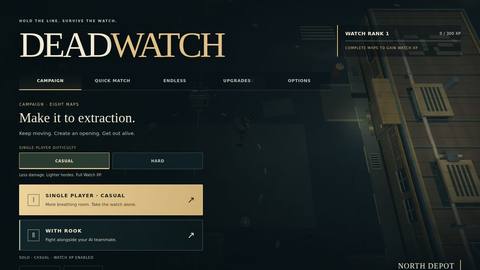 HOLD THE LINE. SURVIVE THE WATCH.
DEADWATCH
WATCH RANK 1 0 / 300 XP
COMPLETE MAPS TO GAIN WATCH XP
CAMPAIGN QUICK MATCH ENDLESS UPGRADES OPTIONS
CAMPAIGN · EIGHT MAPS
Make it to extraction.
Keep moving. Create an opening. Get out alive.
SINGLE PLAYER DIFFICULTY
CASUAL HARD
Less damage. Lighter hordes. Full Watch XP.
I SINGLE PLAYER · CASUAL ↗
More breathing room. Take the watch alone.
II WITH ROOK ↗
Fight alongside your AI teammate.
SOLO · CASUAL · WATCH XP ENABLED
NORTH DEPOT